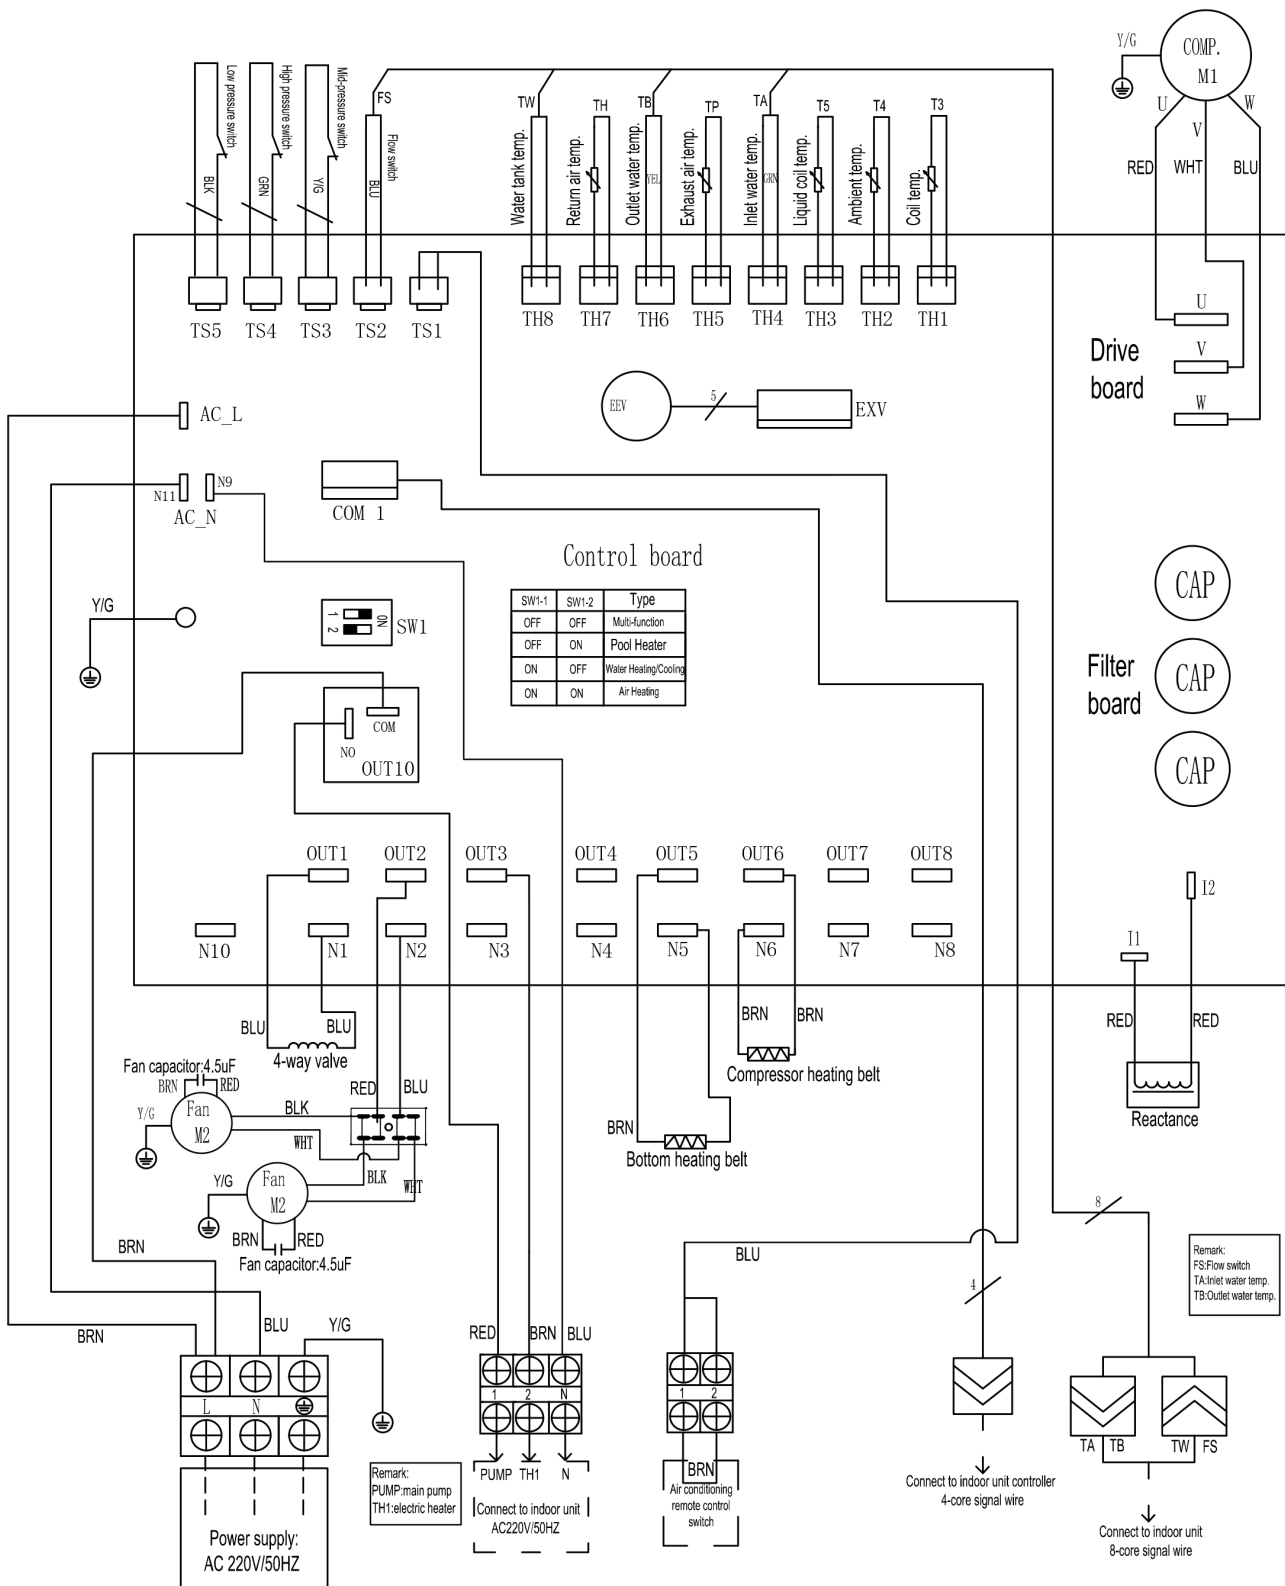 Y/G
COMP.
M1
U
V
W
RED
WHT
BLU
Low pressure switch
High pressure switch
Mid-pressure switch
Flow switch
FS
BLK
GRN
Y/G
BLU
TW
TH
TB
TP
TA
T5
T4
T3
Water tank temp.
Return air temp.
Outlet water temp.
YEL
Exhaust air temp.
Inlet water temp.
GRN
Liquid coil temp.
Ambient temp.
Coil temp.
TS5
TS4
TS3
TS2
TS1
TH8
TH7
TH6
TH5
TH4
TH3
TH2
TH1
U
V
W
Drive
board
AC_L
EEV
5
EXV
N11
N9
AC_N
COM 1
Control board
SW1-1 SW1-2 Type
OFF OFF Multi-function
OFF ON Pool Heater
ON OFF Water Heating/Cooling
ON ON Air Heating
CAP
CAP
CAP
Filter
board
Y/G
1
2
ON
SW1
COM
NO
OUT10
OUT1
OUT2
OUT3
OUT4
OUT5
OUT6
OUT7
OUT8
N10
N1
N2
N3
N4
N5
N6
N7
N8
I2
I1
RED
RED
Reactance
BLU
BLU
4-way valve
BRN
BRN
Compressor heating belt
BRN
Bottom heating belt
Fan capacitor:4.5uF
BRN
RED
Y/G
Fan
M2
BLK
WHT
RED
BLU
BLK
WHT
Y/G
Fan
M2
BRN
RED
Fan capacitor:4.5uF
BRN
BRN
BLU
Y/G
L
N
Power supply:
AC 220V/50HZ
RED
BRN
BLU
1
2
N
PUMP
TH1
N
Connect to indoor unit
AC220V/50HZ
Remark:
PUMP:main pump
TH1:electric heater
BLU
1
2
BRN
Air conditioning
remote control
switch
4
Connect to indoor unit controller
4-core signal wire
8
TA
TB
TW
FS
Connect to indoor unit
8-core signal wire
Remark:
FS:Flow switch
TA:Inlet water temp.
TB:Outlet water temp.